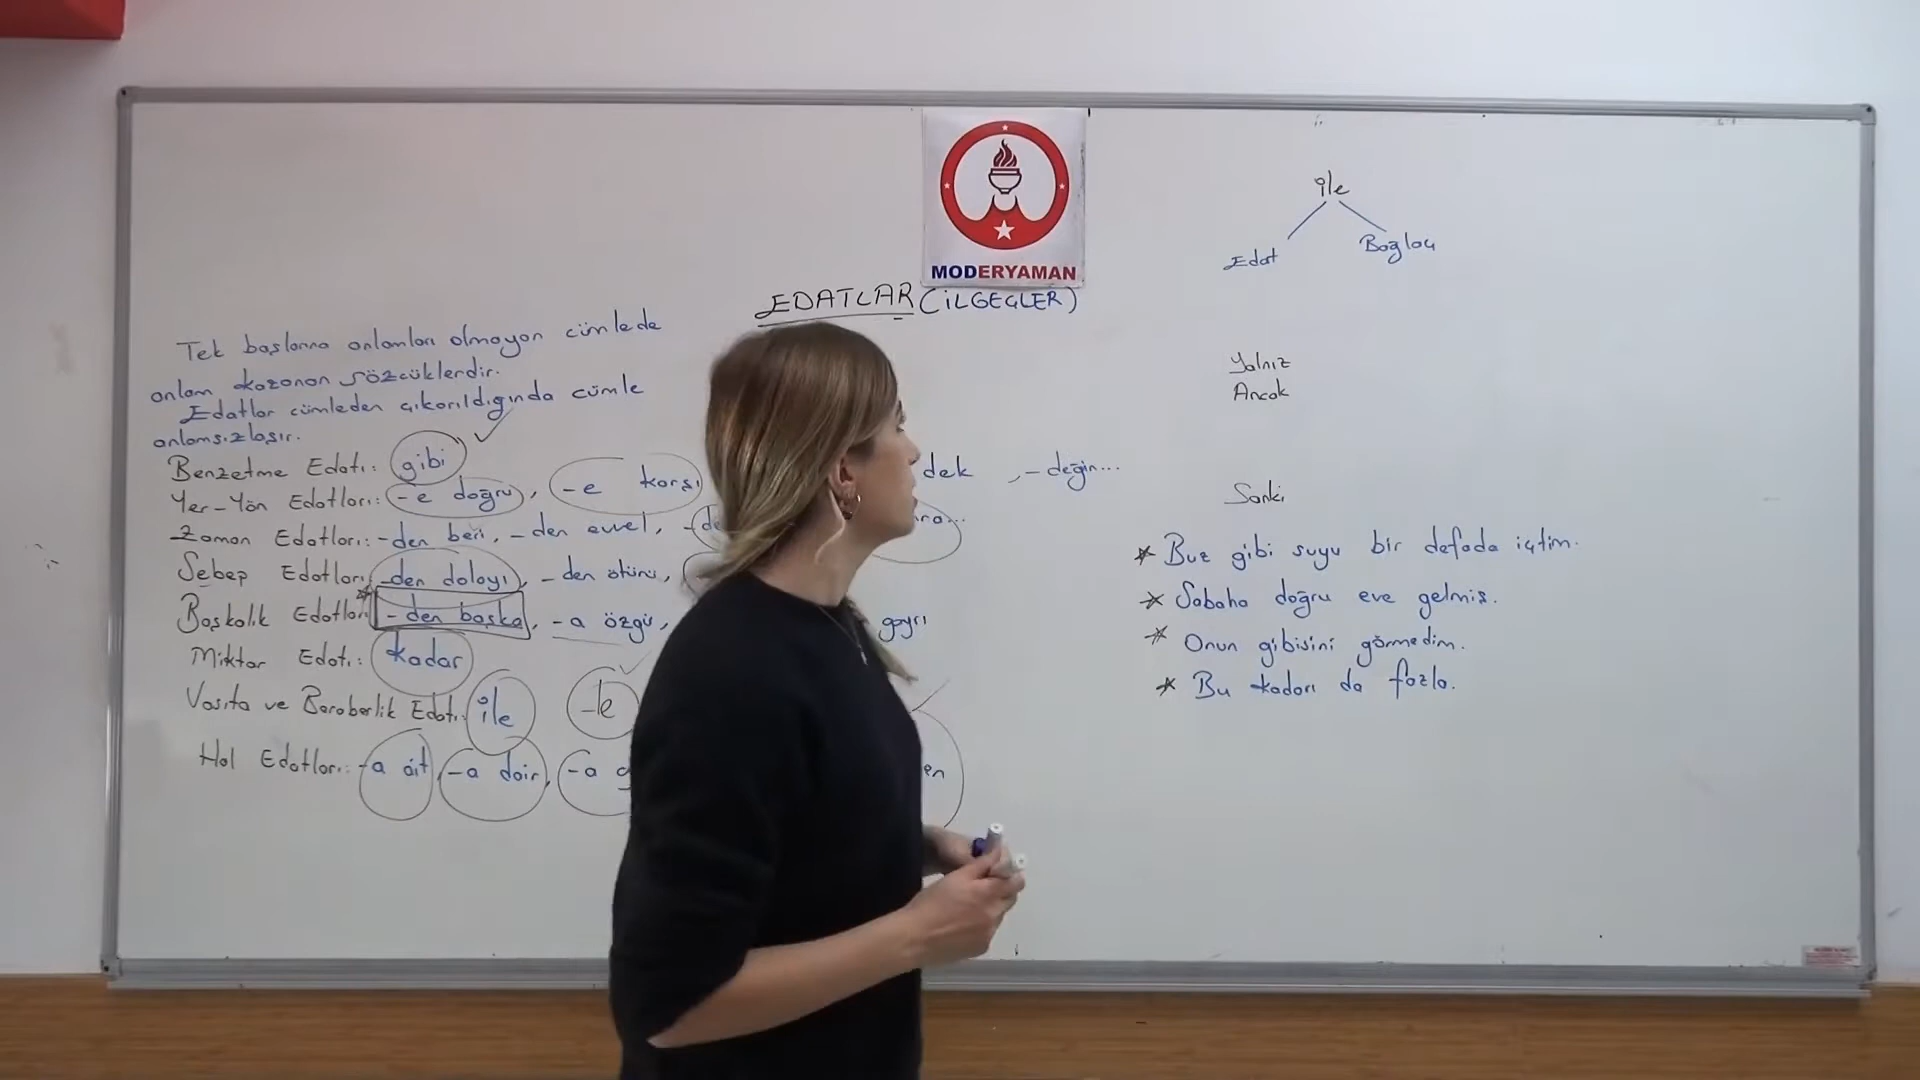 MODERYAMAN
EDATLAR (İLGEÇLER)
Tek başlarına anlamları olmayan cümlede
anlam kazanan sözcüklerdir.
Edatlar cümleden çıkarıldığında cümle
anlamsızlaşır.
Benzetme Edatı: gibi
Yer-Yön Edatları: -e doğru, -e karşı dek, -değin...
Zaman Edatları: -den beri, -den evvel,
Sebep Edatları: -den dolayı, -den ötürü,
Başkalık Edatları: -den başka, -a özgü, gayrı
Miktar Edatı: kadar
Vasıta ve Beraberlik Edatı: ile -le
Hal Edatları: -a ait, -a dair, -a
ile
Edat Bağlaç
Yalnız
Ancak
Sanki
* Buz gibi suyu bir defada içtim.
* Sabaha doğru eve gelmiş.
* Onun gibisini görmedim.
* Bu kadarı da fazla.